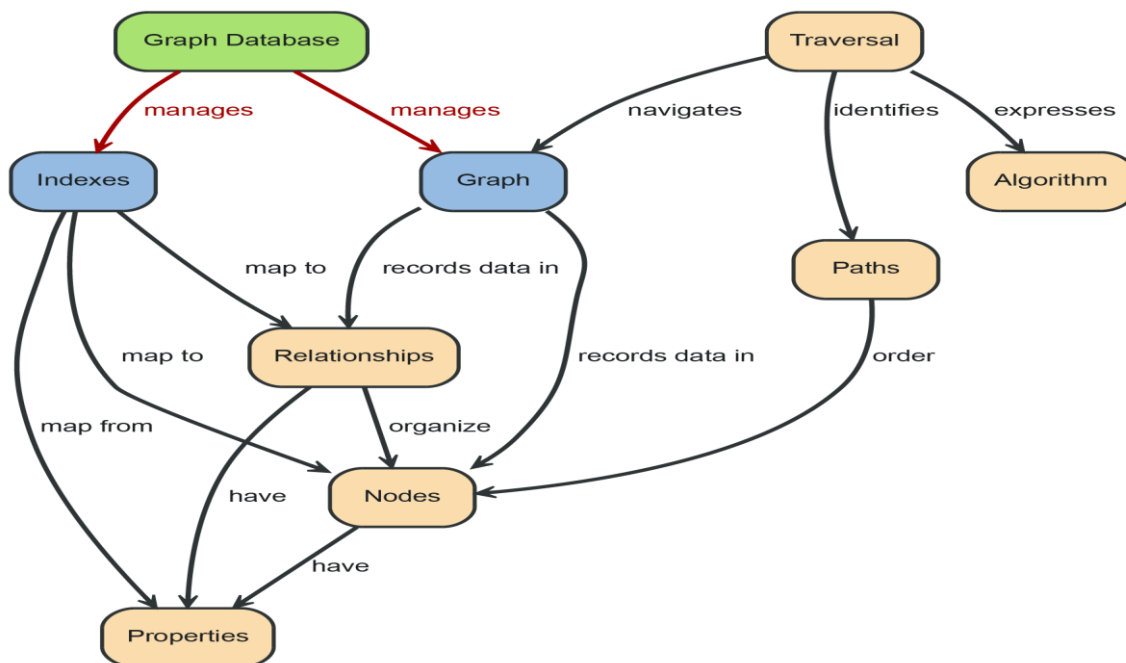 Graph Database
Traversal
manages
manages
navigates
identifies
expresses
Indexes
Graph
Algorithm
map to
records data in
Paths
map to
Relationships
records data in
order
map from
organize
have
Nodes
have
Properties